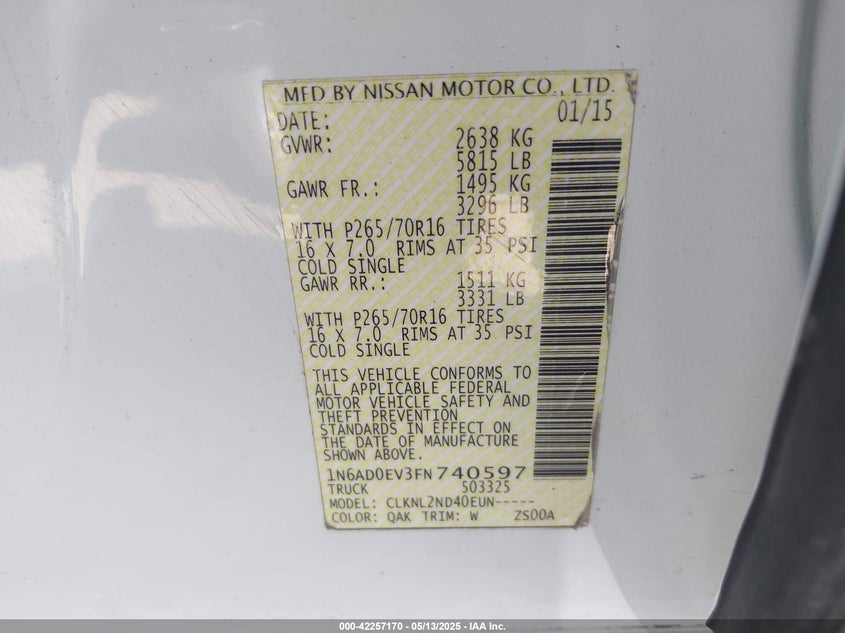 MFD BY NISSAN MOTOR CO., LTD.
DATE: 01/15
GVWR: 2638 KG
5815 LB
GAWR FR.: 1495 KG
3296 LB
WITH P265/70R16 TIRES
16 X 7.0 RIMS AT 35 PSI
COLD SINGLE
GAWR RR.: 1511 KG
3331 LB
WITH P265/70R16 TIRES
16 X 7.0 RIMS AT 35 PSI
COLD SINGLE
THIS VEHICLE CONFORMS TO
ALL APPLICABLE FEDERAL
MOTOR VEHICLE SAFETY AND
THEFT PREVENTION
STANDARDS IN EFFECT ON
THE DATE OF MANUFACTURE
SHOWN ABOVE.
1N6AD0EV3FN740597
TRUCK 503325
MODEL: CLKNL2ND40EUN-----
COLOR: QAK TRIM: W ZS00A
000-42257170 - 05/13/2025 - IAA Inc.